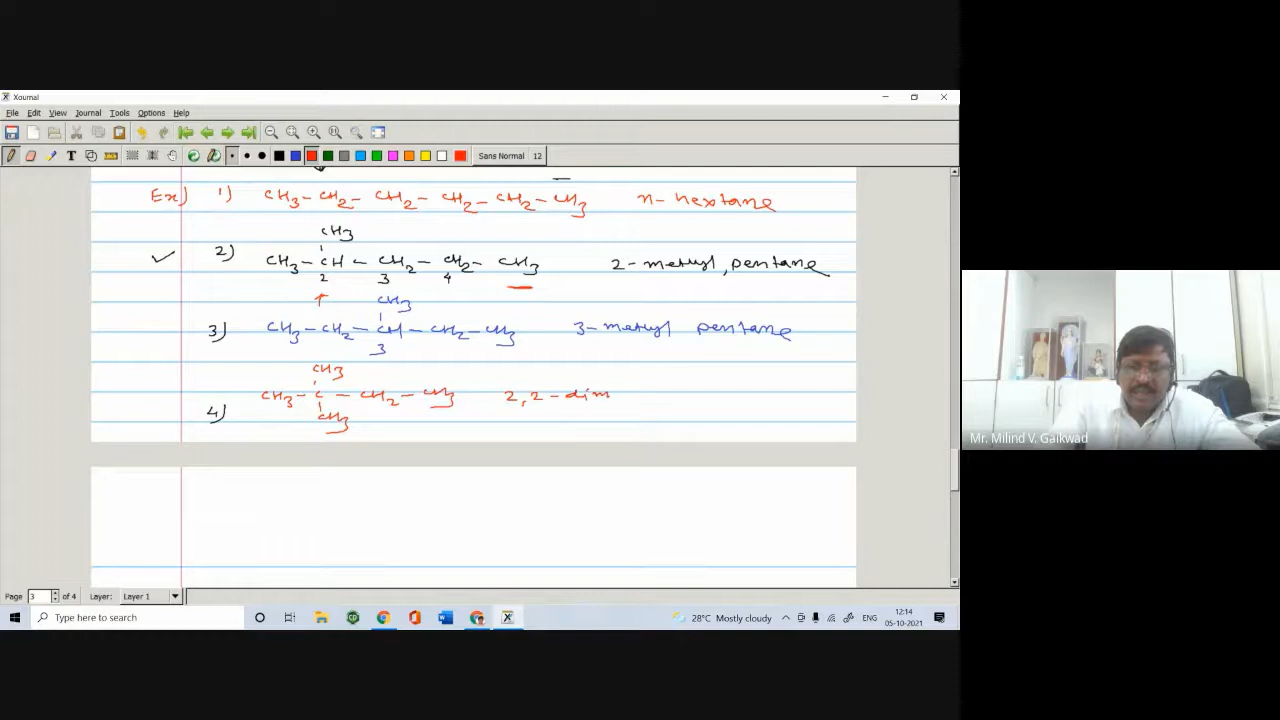 Xournal
File Edit View Journal Tools Options Help
Sans Normal 12
Ex) 1) CH3-CH2-CH2-CH2-CH2-CH3 n-hextane
CH3
2) CH3-CH-CH2-CH2-CH3 2-methyl, pentane
2 3 4
CH3
3) CH3-CH2-CH-CH2-CH3 3-methyl pentane
3
CH3
4) CH3-C-CH2-CH3 2,2-dim
CH3
Mr. Milind V. Gaikwad
Page 3 of 4 Layer: Layer 1
Type here to search
28°C Mostly cloudy ENG 12:14
05-10-2021